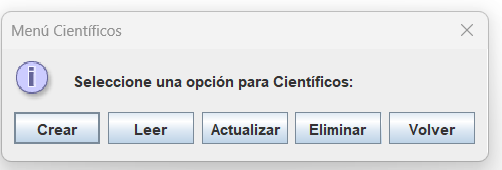 Menú Científicos
Seleccione una opción para Científicos:
Crear Leer Actualizar Eliminar Volver